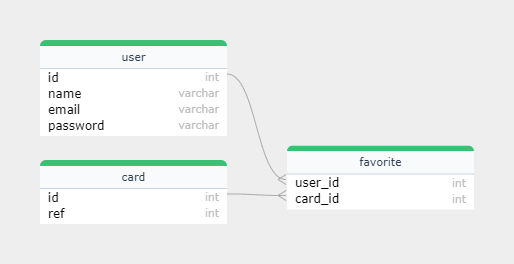 user
id int
name varchar
email varchar
password varchar
card
id int
ref int
favorite
user_id int
card_id int